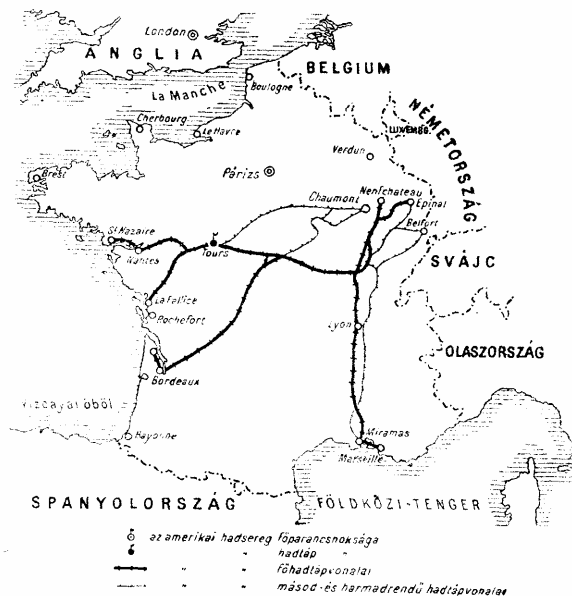 London
ANGLIA
BELGIUM
La Manche
Boulogne
NÉMETORSZÁG
LUXEMBG.
Cherbourg
Le Havre
Verdun
Brest
Párizs
Chaumont
Nenfchateau
Epinal
Belfort
St Nazaire
Nantes
Tours
SVÁJC
La Pallice
Rochefort
Lyon
OLASZORSZÁG
Bordeaux
Vizcayai öböl
Bayonne
Miramas
Marseille
SPANYOLORSZÁG
FÖLDKÖZI-TENGER
az amerikai hadsereg főparancsnoksága
" " hadtáp "
" " főhadtápvonalai
" " másod-és harmadrendű hadtápvonalai